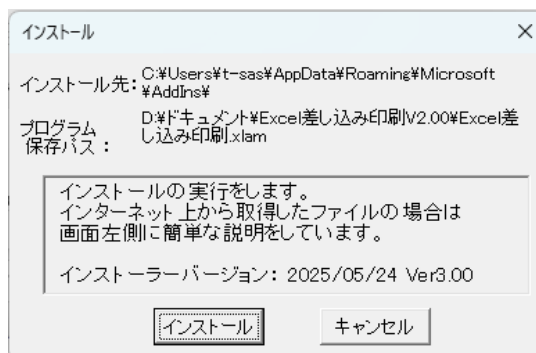 インストール
インストール先:
C:¥Users¥t-sas¥AppData¥Roaming¥Microsoft
¥AddIns¥
プログラム
保存パス:
D:¥ドキュメント¥Excel差し込み印刷V2.00¥Excel差
し込み印刷.xlam
インストールの実行をします。
インターネット上から取得したファイルの場合は
画面左側に簡単な説明をしています。
インストーラーバージョン: 2025/05/24 Ver3.00
インストール
キャンセル